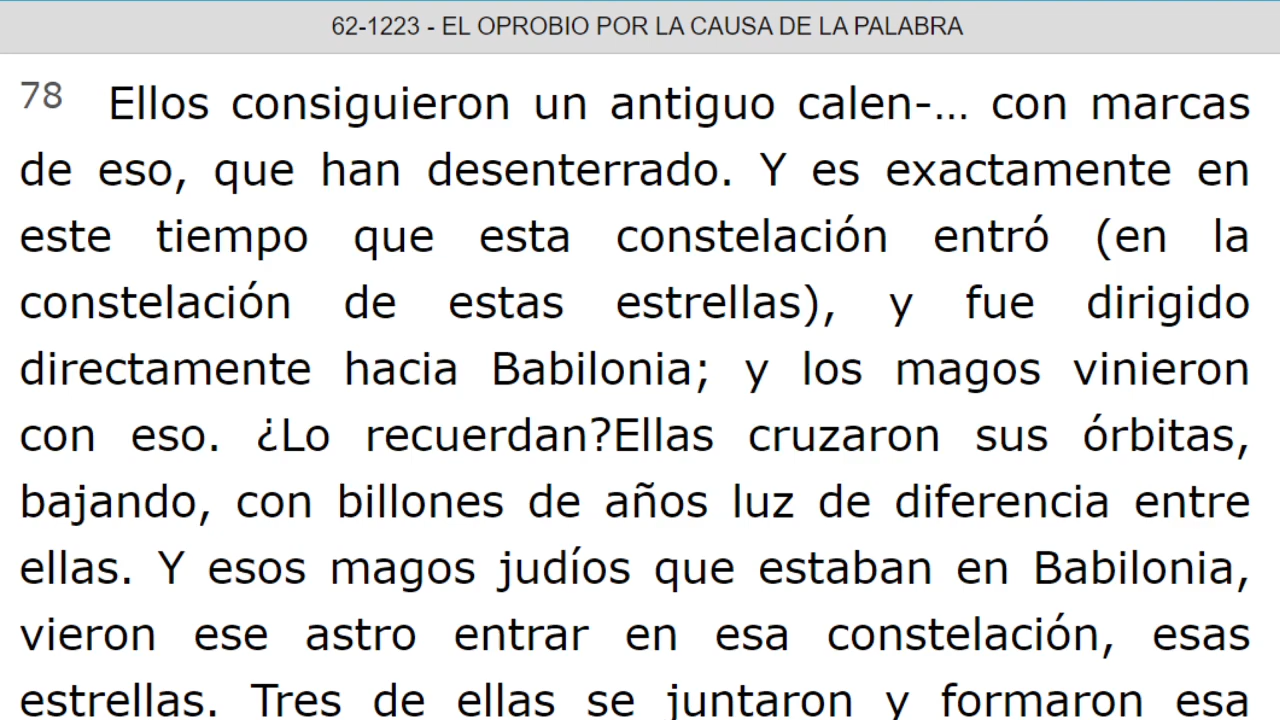 62-1223 - EL OPROBIO POR LA CAUSA DE LA PALABRA
78 Ellos consiguieron un antiguo calen-... con marcas
de eso, que han desenterrado. Y es exactamente en
este tiempo que esta constelación entró (en la
constelación de estas estrellas), y fue dirigido
directamente hacia Babilonia; y los magos vinieron
con eso. ¿Lo recuerdan?Ellas cruzaron sus órbitas,
bajando, con billones de años luz de diferencia entre
ellas. Y esos magos judíos que estaban en Babilonia,
vieron ese astro entrar en esa constelación, esas
estrellas. Tres de ellas se juntaron y formaron esa